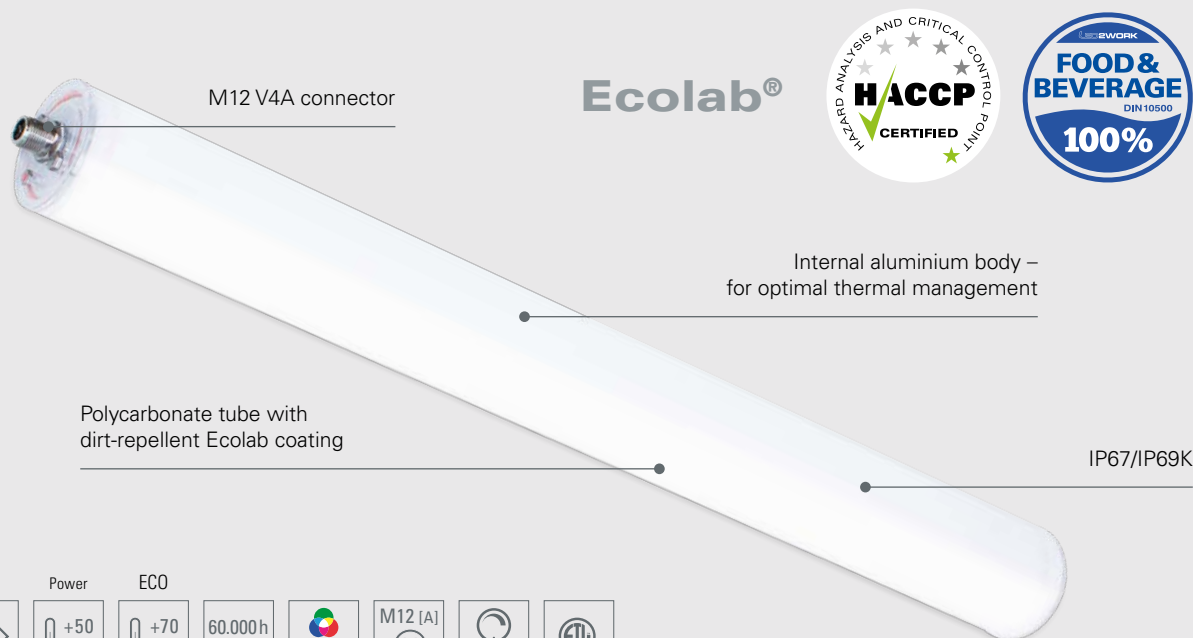 M12 V4A connector
Ecolab®
HAZARD ANALYSIS AND CRITICAL CONTROL POINT
HACCP
CERTIFIED
LED2WORK
FOOD &
BEVERAGE
DIN 10500
100%
Internal aluminium body –
for optimal thermal management
Polycarbonate tube with
dirt-repellent Ecolab coating
IP67/IP69K
Power
ECO
+50
+70
60.000 h
M12 [A]
ETL